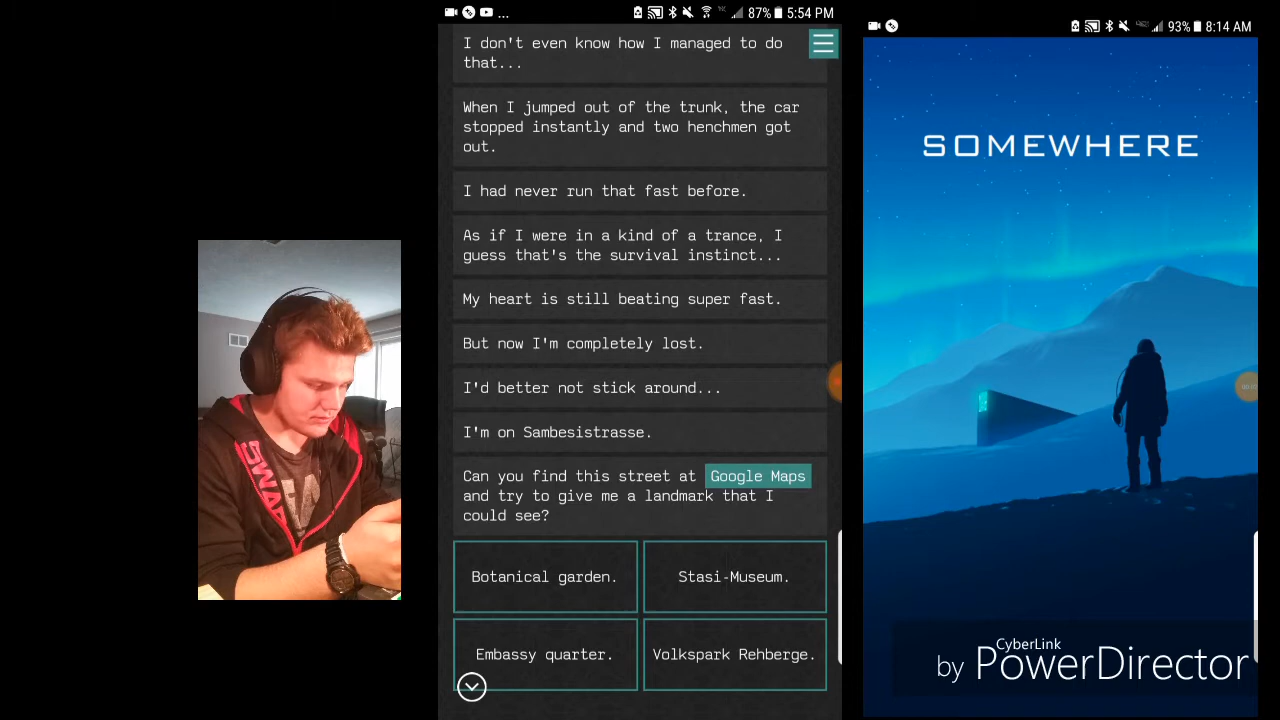 ...
87% 5:54 PM
I don't even know how I managed to do
that...
When I jumped out of the trunk, the car
stopped instantly and two henchmen got
out.
I had never run that fast before.
As if I were in a kind of a trance, I
guess that's the survival instinct...
My heart is still beating super fast.
But now I'm completely lost.
I'd better not stick around...
I'm on Sambesistrasse.
Can you find this street at Google Maps
and try to give me a landmark that I
could see?
Botanical garden.
Stasi-Museum.
Embassy quarter.
Volkspark Rehberge.
93% 8:14 AM
SOMEWHERE
CyberLink
by PowerDirector